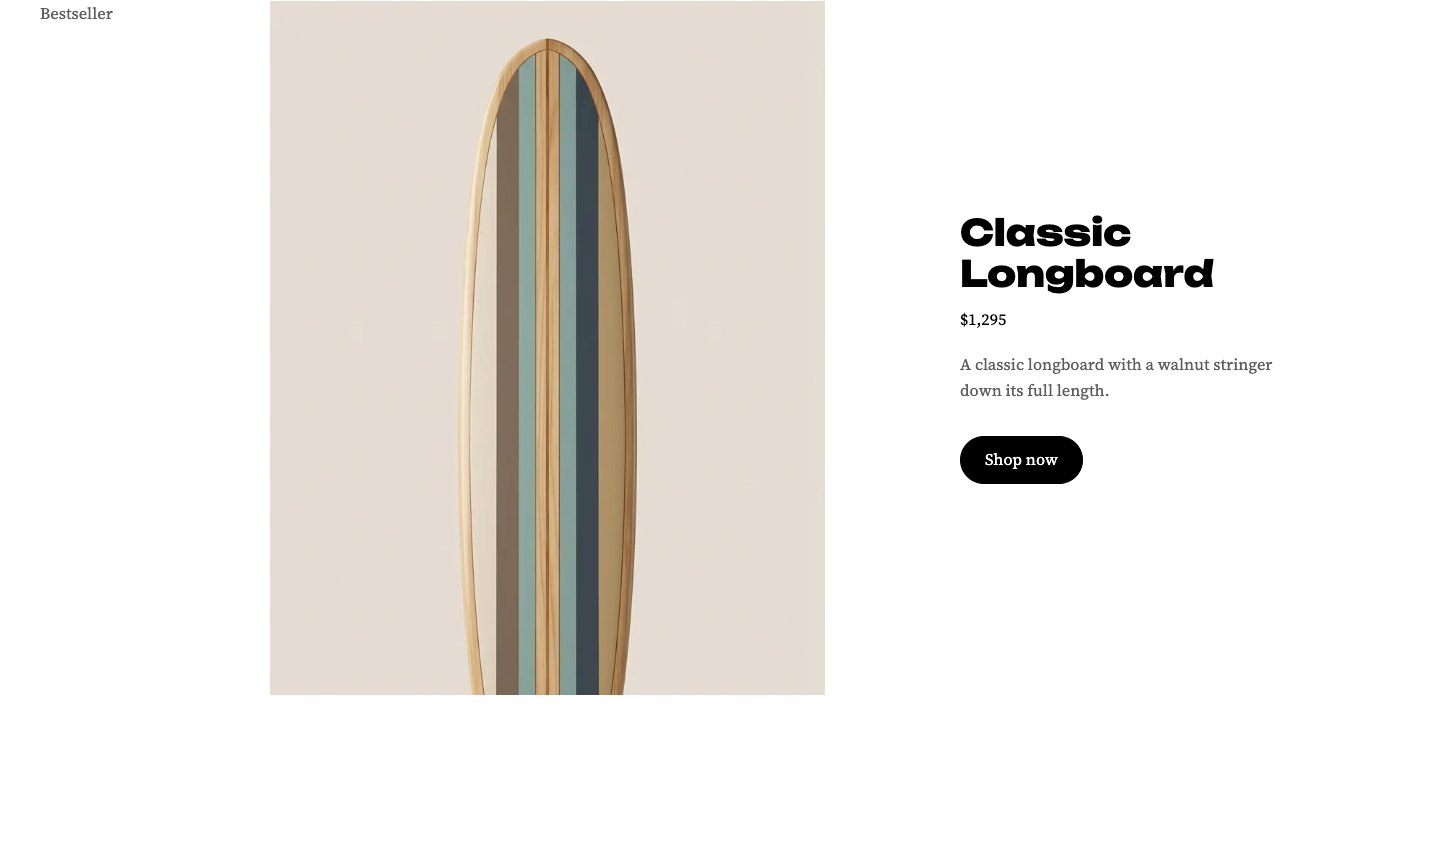 Bestseller
Classic
Longboard
$1,295
A classic longboard with a walnut stringer
down its full length.
Shop now